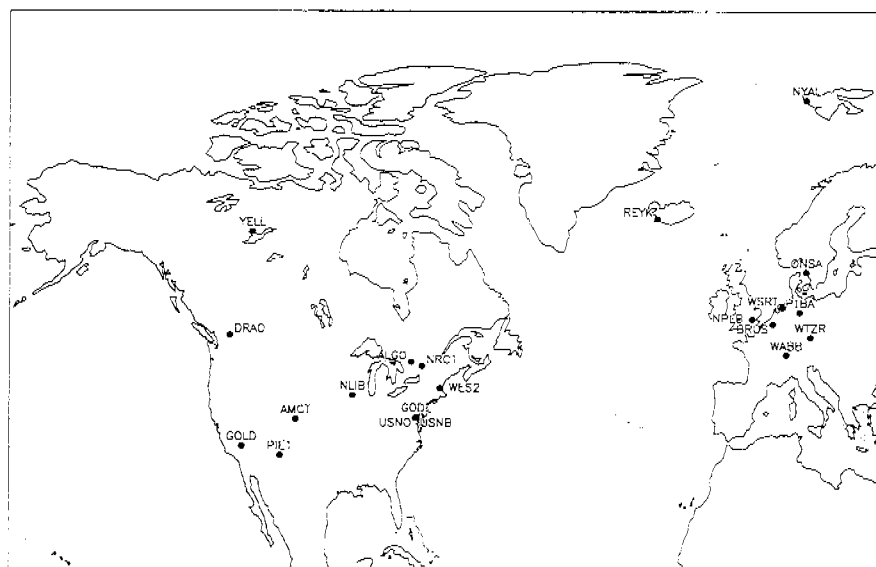 NYAL
REYK
YELL
ONSA
WSRT
PTBA
NPLB
DRAO
BRUS
WTZR
WABB
ALGO
NRC1
NLIB
WES2
AMCT
GODE
USNO
USNB
GOLD
PIE1